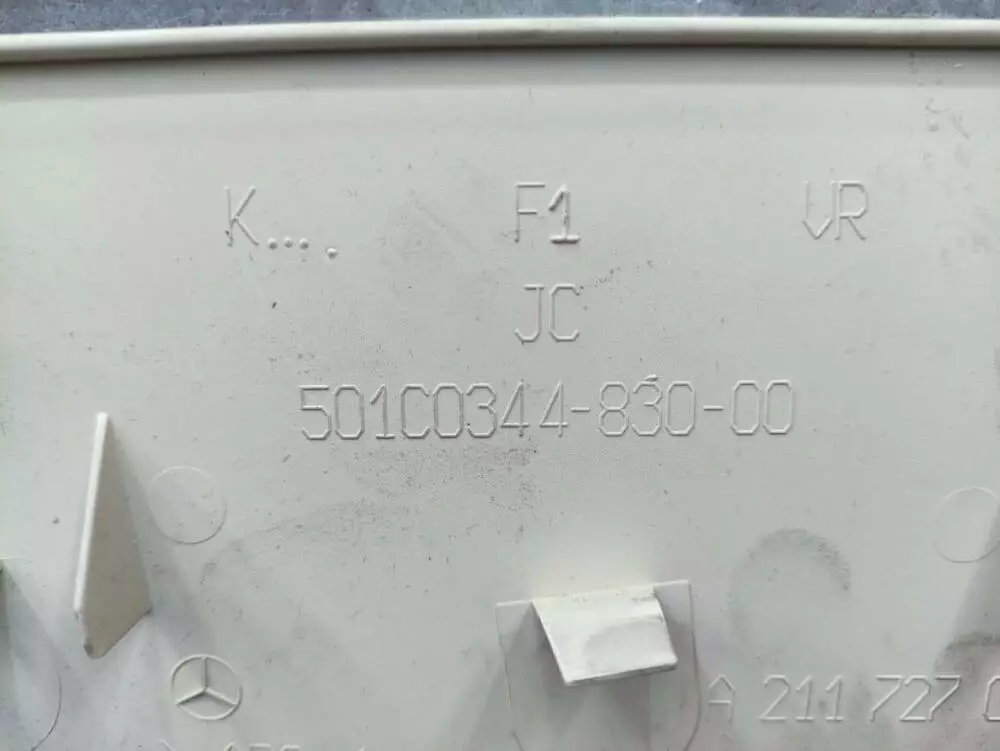 K.... F1 VR
JC
501C0344-830-00
A 211 727